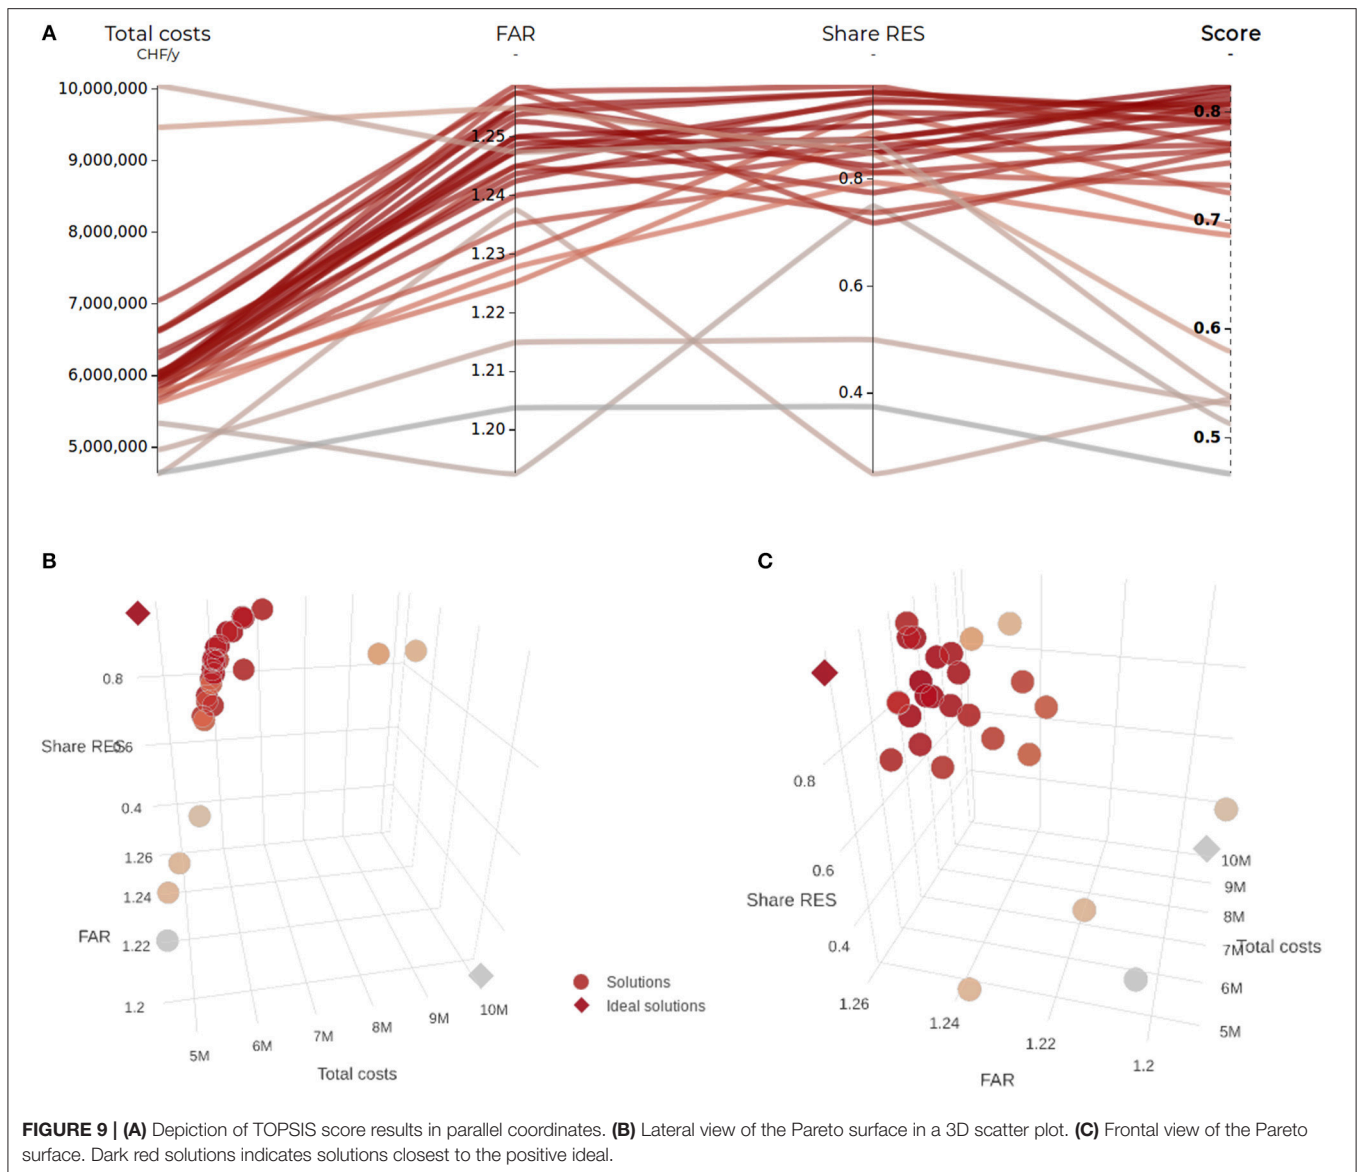 A
Total costs
CHF/y
FAR
-
Share RES
-
Score
-
10,000,000
9,000,000
8,000,000
7,000,000
6,000,000
5,000,000
1.25
1.24
1.23
1.22
1.21
1.20
0.8
0.6
0.4
0.8
0.7
0.6
0.5
B
0.8
Share RES
0.6
0.4
1.26
1.24
FAR
1.22
1.2
5M
6M
7M
8M
9M
10M
Total costs
Solutions
Ideal solutions
C
0.8
0.6
Share RES
0.4
1.26
1.24
1.22
1.2
FAR
10M
9M
8M
7M
Total costs
6M
5M
FIGURE 9 | (A) Depiction of TOPSIS score results in parallel coordinates. (B) Lateral view of the Pareto surface in a 3D scatter plot. (C) Frontal view of the Pareto
surface. Dark red solutions indicates solutions closest to the positive ideal.